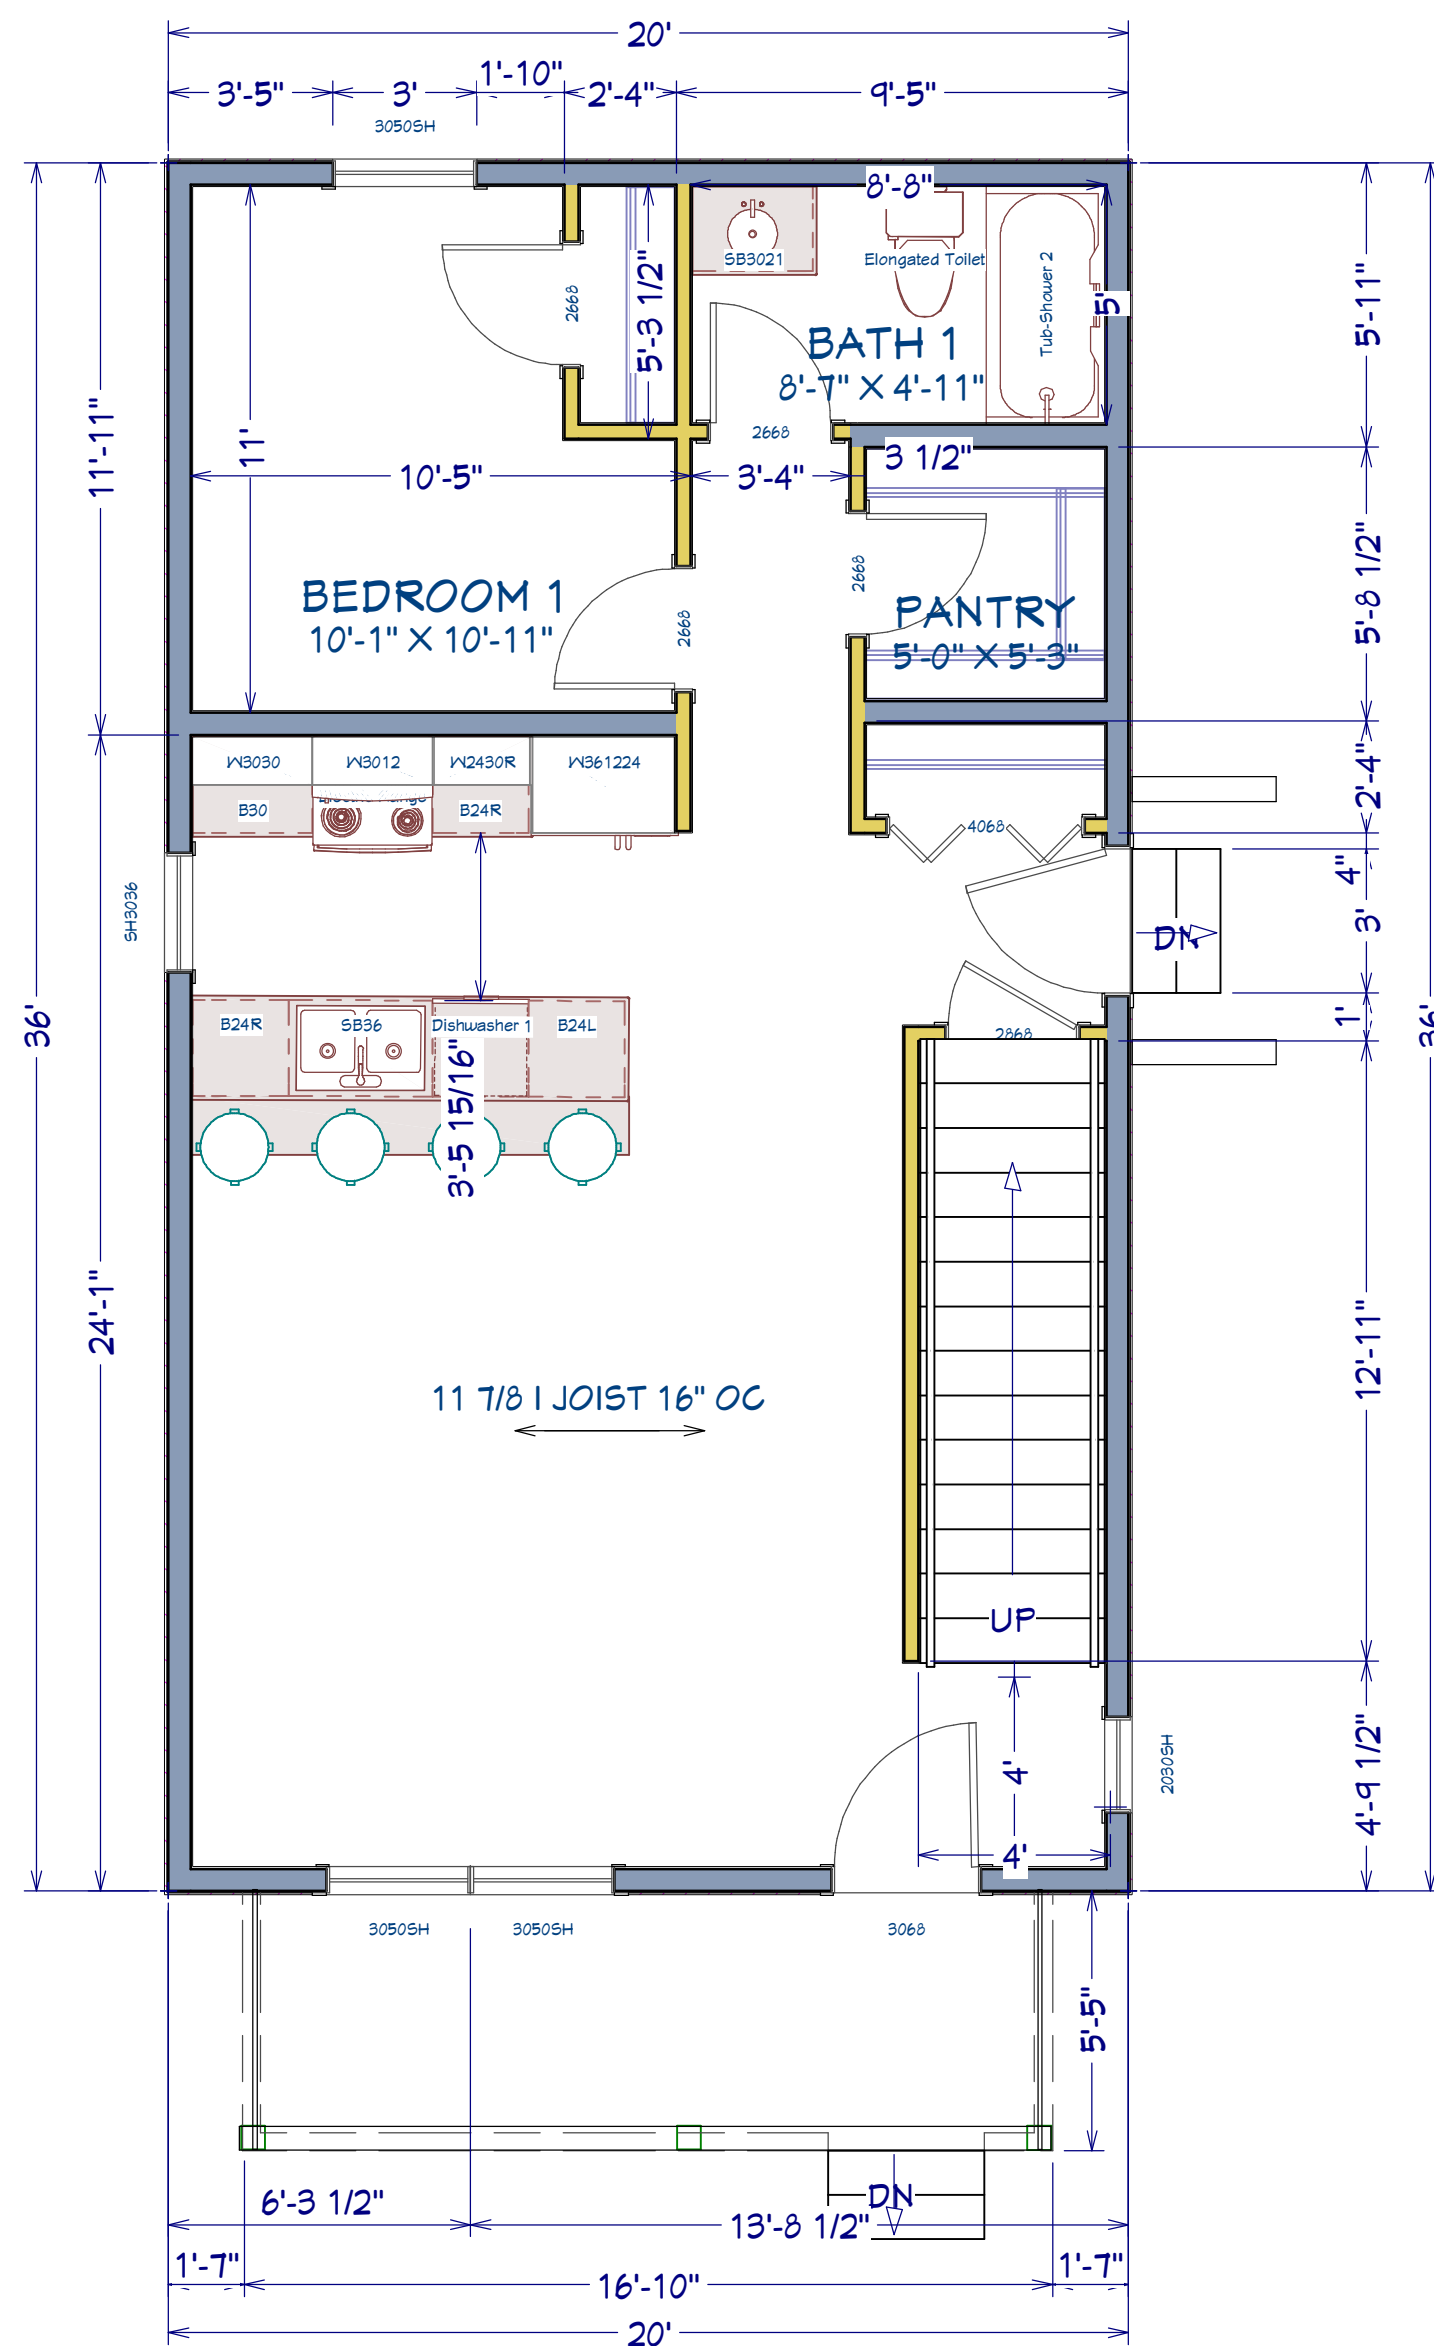 20'
3'-5"
3'
1'-10"
2'-4"
9'-5"
3050SH
8'-8"
SB3021
Elongated Toilet
Tub-Shower 2
5'
2668
5'-3 1/2"
BATH 1
8'-7" X 4'-11"
5'-11"
11'-11"
11'
2668
10'-5"
3'-4"
3 1/2"
BEDROOM 1
10'-1" X 10'-11"
2668
2668
PANTRY
5'-0" X 5'-3"
5'-8 1/2"
W3030
W3012
W2430R
W361224
B30
B24R
4068
2'-4"
4"
3'
SH3036
DN
36'
36'
1'
B24R
SB36
Dishwasher 1
B24L
2868
3'-5 15/16"
24'-1"
11 7/8 I JOIST 16" OC
12'-11"
UP
4'
4'
2030SH
4'-9 1/2"
3050SH
3050SH
3068
5'-5"
DN
6'-3 1/2"
13'-8 1/2"
1'-7"
16'-10"
1'-7"
20'